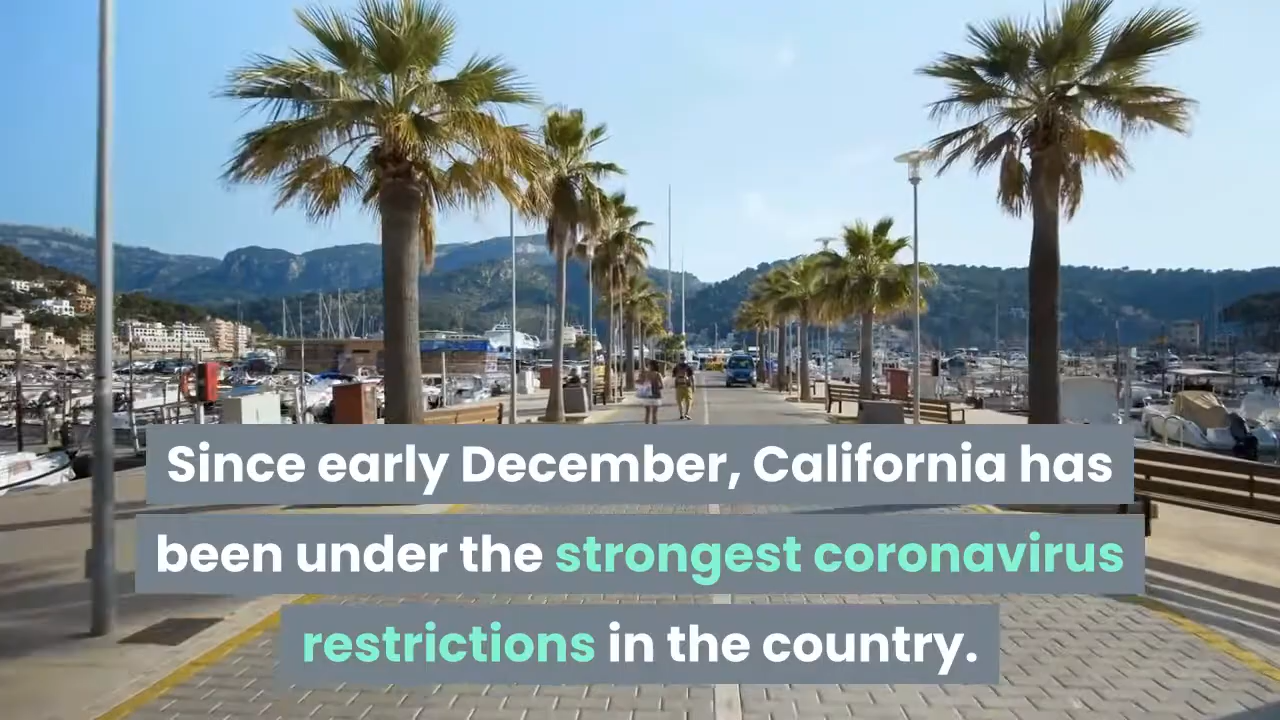 Since early December, California has
been under the strongest coronavirus
restrictions in the country.